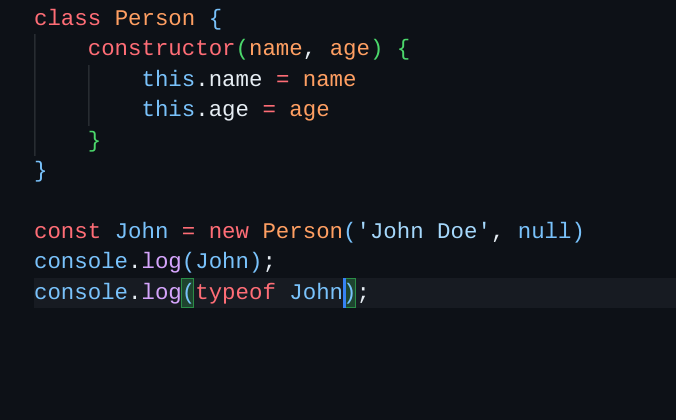 class Person {
    constructor(name, age) {
        this.name = name
        this.age = age
    }
}

const John = new Person('John Doe', null)
console.log(John);
console.log(typeof John);